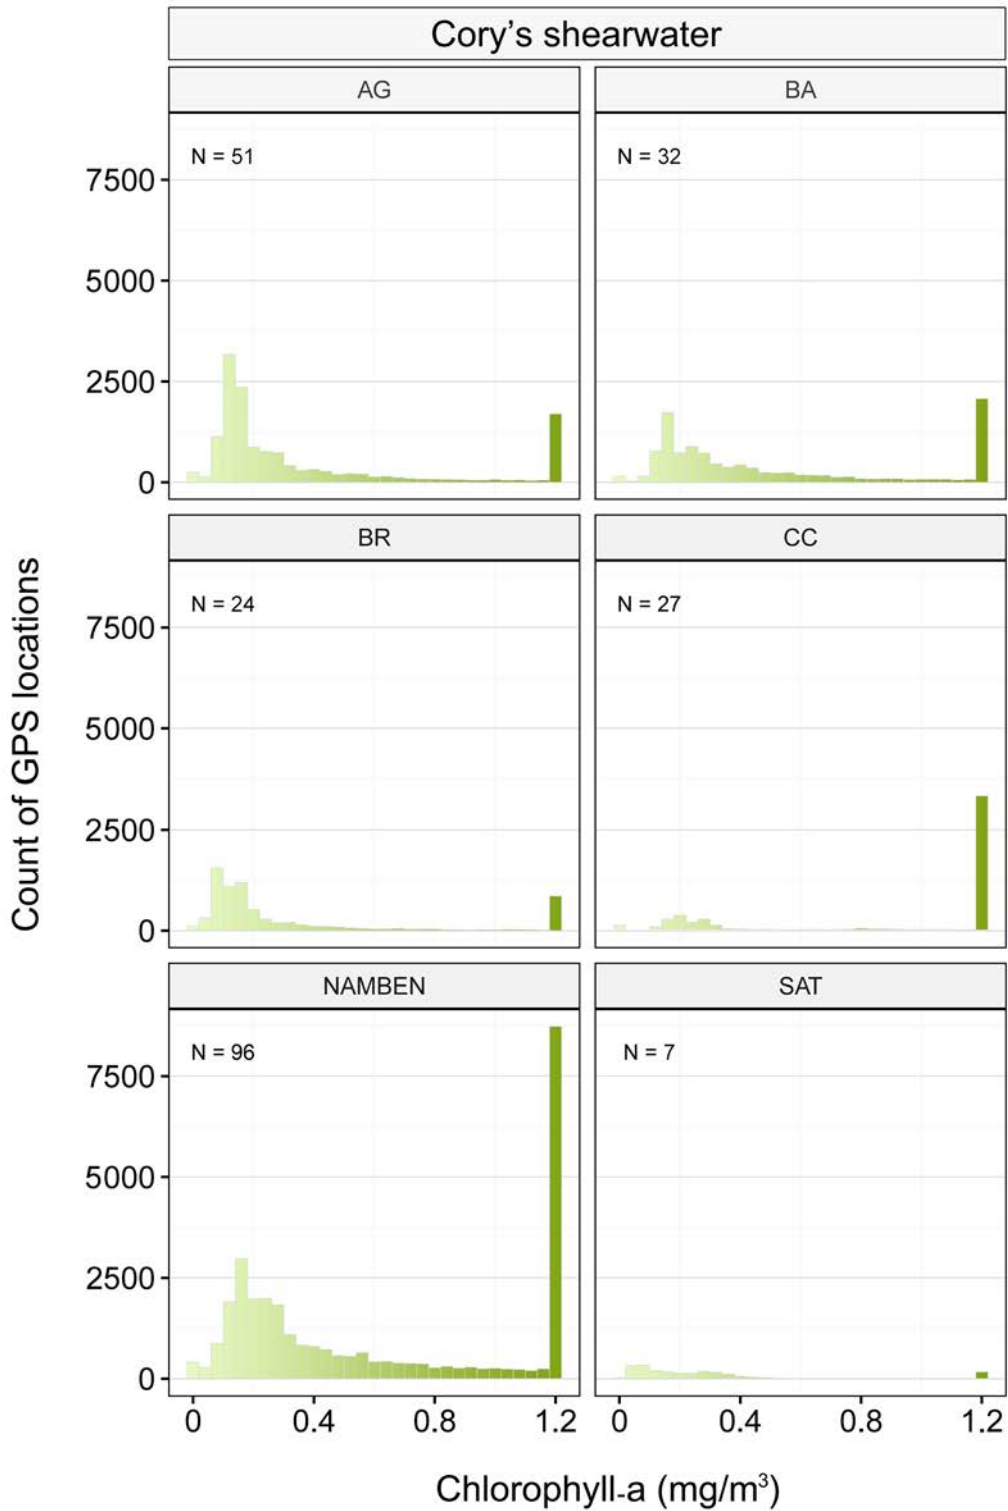 Cory’s shearwater
AG
BA
N = 51
N = 32
7500
5000
2500
0
BR
CC
N = 24
N = 27
7500
5000
2500
0
Count of GPS locations
NAMBEN
SAT
N = 96
N = 7
7500
5000
2500
0
0 0.4 0.8 1.2
0 0.4 0.8 1.2
Chlorophyll-a (mg/m³)